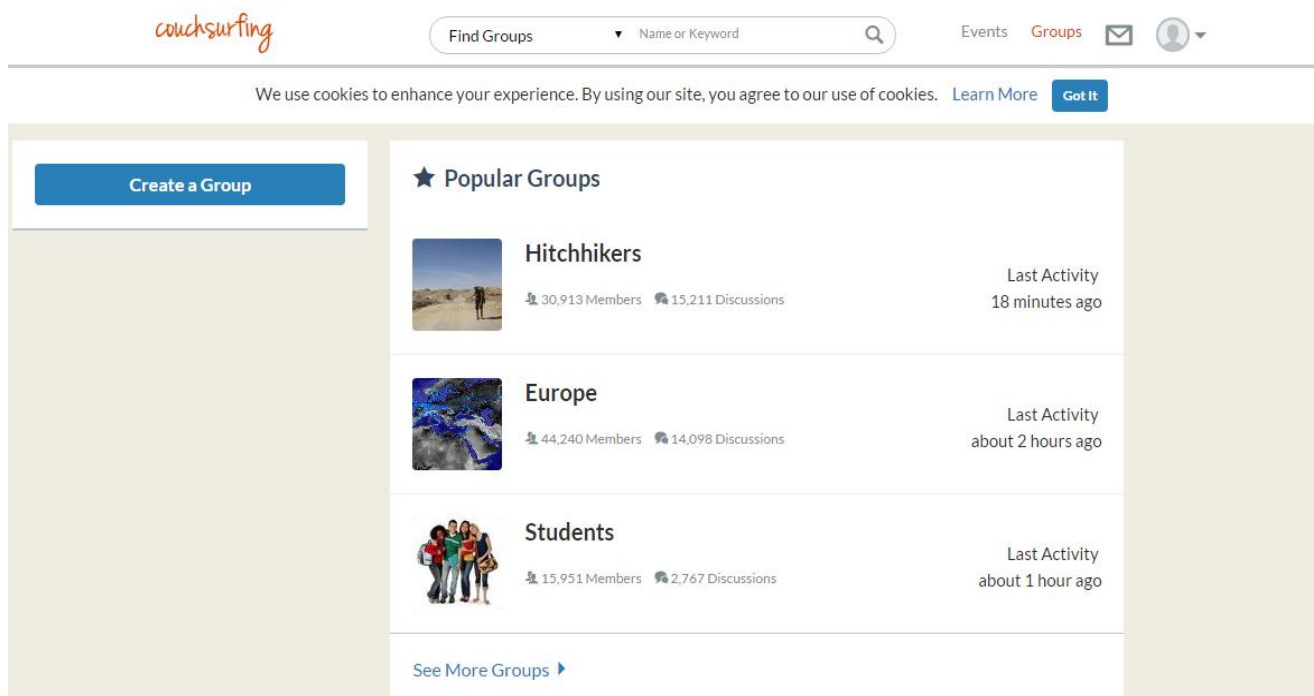 couchsurfing
Find Groups
Name or Keyword
Events
Groups
We use cookies to enhance your experience. By using our site, you agree to our use of cookies. Learn More
Got It
Create a Group
Popular Groups
Hitchhikers
30,913 Members 15,211 Discussions
Last Activity
18 minutes ago
Europe
44,240 Members 14,098 Discussions
Last Activity
about 2 hours ago
Students
15,951 Members 2,767 Discussions
Last Activity
about 1 hour ago
See More Groups